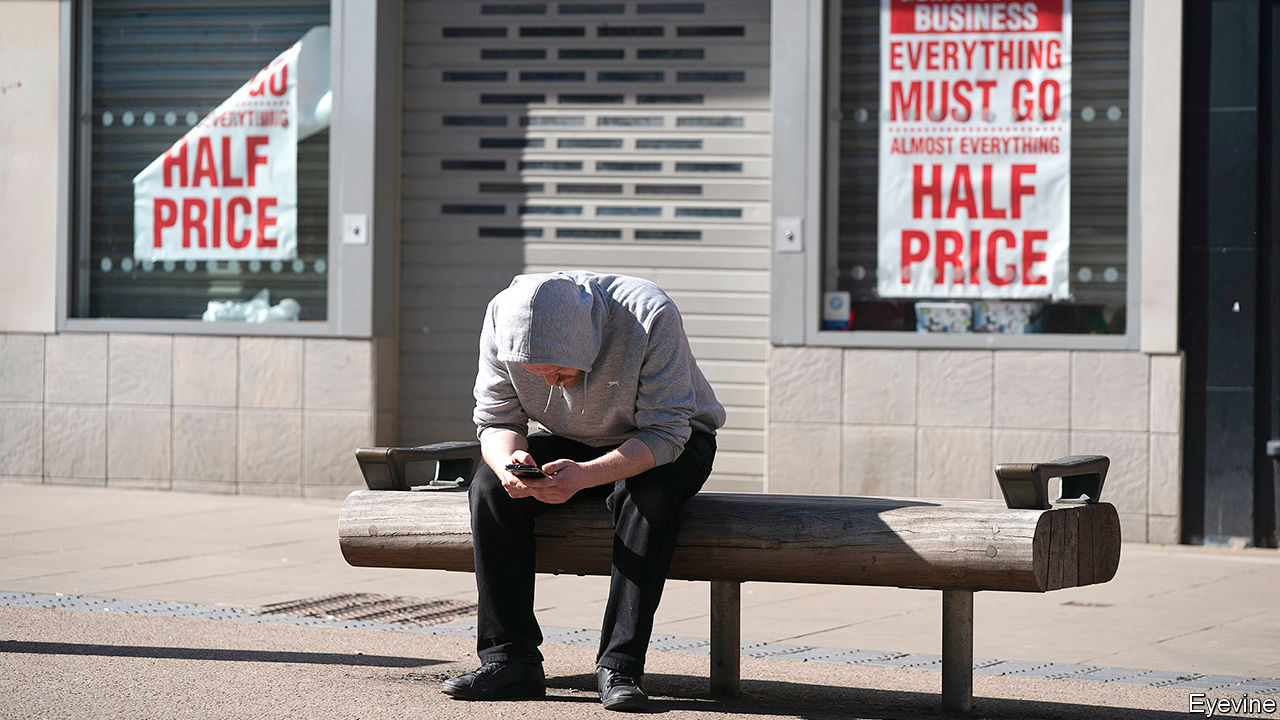 GO
EVERYTHING
HALF
PRICE
BUSINESS
EVERYTHING
MUST GO
ALMOST EVERYTHING
HALF
PRICE
Eyevine